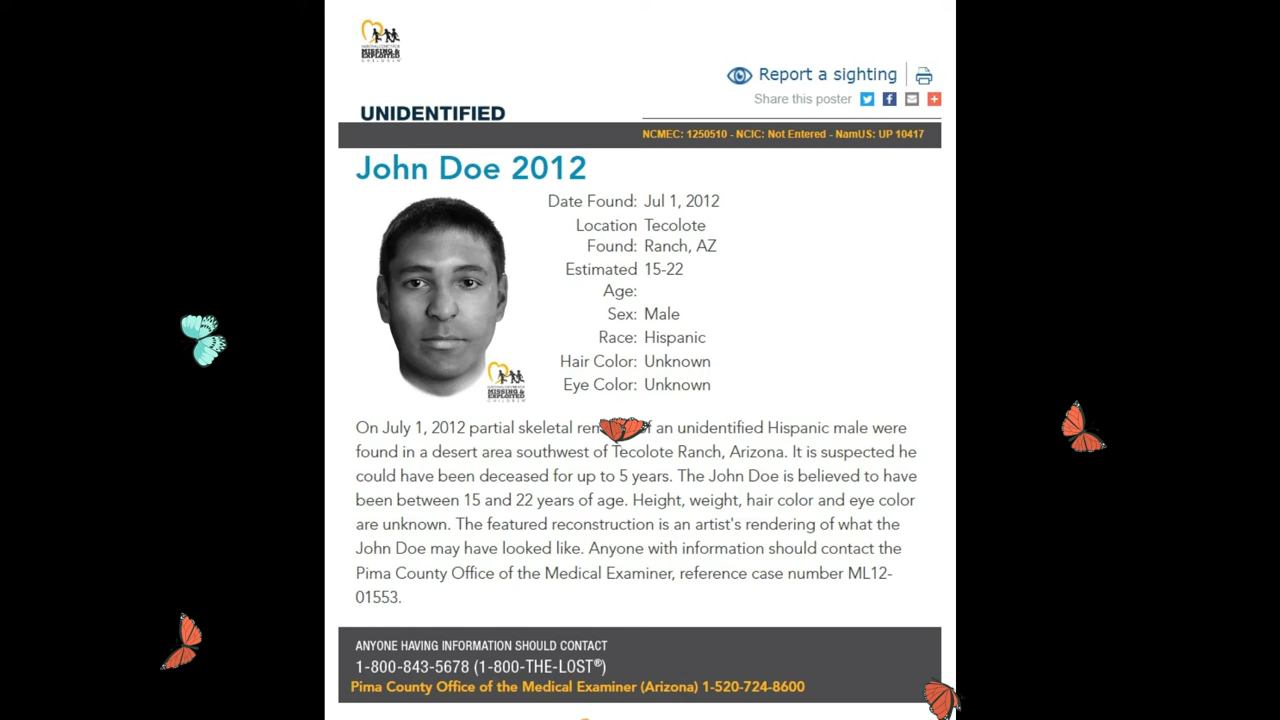 MISSING &
EXPLOITED
CHILDREN
Report a sighting
Share this poster
UNIDENTIFIED
NCMEC: 1250510 - NCIC: Not Entered - NamUS: UP 10417
John Doe 2012
Date Found: Jul 1, 2012
Location Tecolote
Found: Ranch, AZ
Estimated 15-22
Age:
Sex: Male
Race: Hispanic
Hair Color: Unknown
Eye Color: Unknown
MISSING &
EXPLOITED
CHILDREN
On July 1, 2012 partial skeletal an unidentified Hispanic male were
found in a desert area southwest of Tecolote Ranch, Arizona. It is suspected he
could have been deceased for up to 5 years. The John Doe is believed to have
been between 15 and 22 years of age. Height, weight, hair color and eye color
are unknown. The featured reconstruction is an artist's rendering of what the
John Doe may have looked like. Anyone with information should contact the
Pima County Office of the Medical Examiner, reference case number ML12-
01553.
ANYONE HAVING INFORMATION SHOULD CONTACT
1-800-843-5678 (1-800-THE-LOST®)
Pima County Office of the Medical Examiner (Arizona) 1-520-724-8600